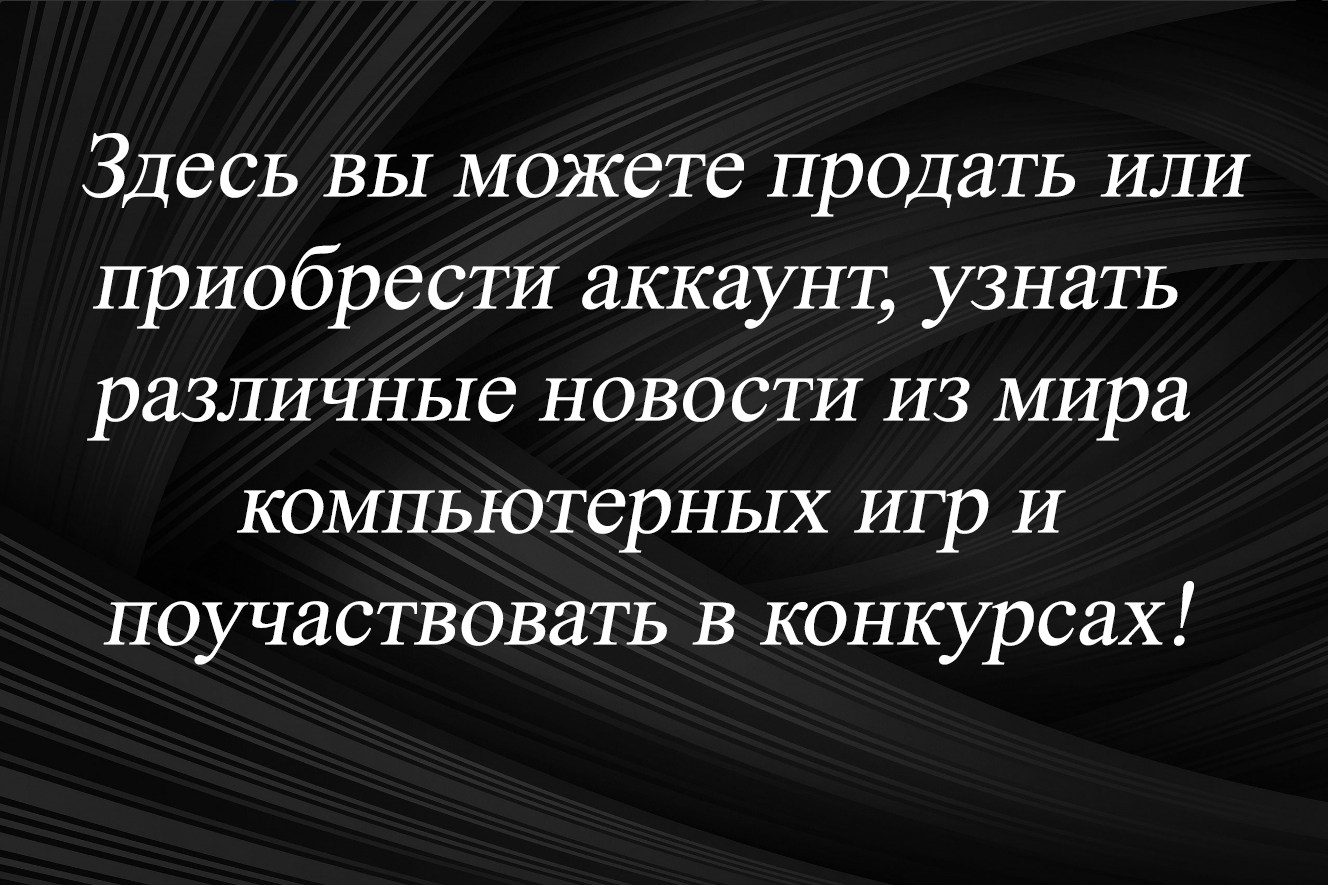 Здесь вы можете продать или
приобрести аккаунт, узнать
различные новости из мира
компьютерных игр и
поучаствовать в конкурсах!